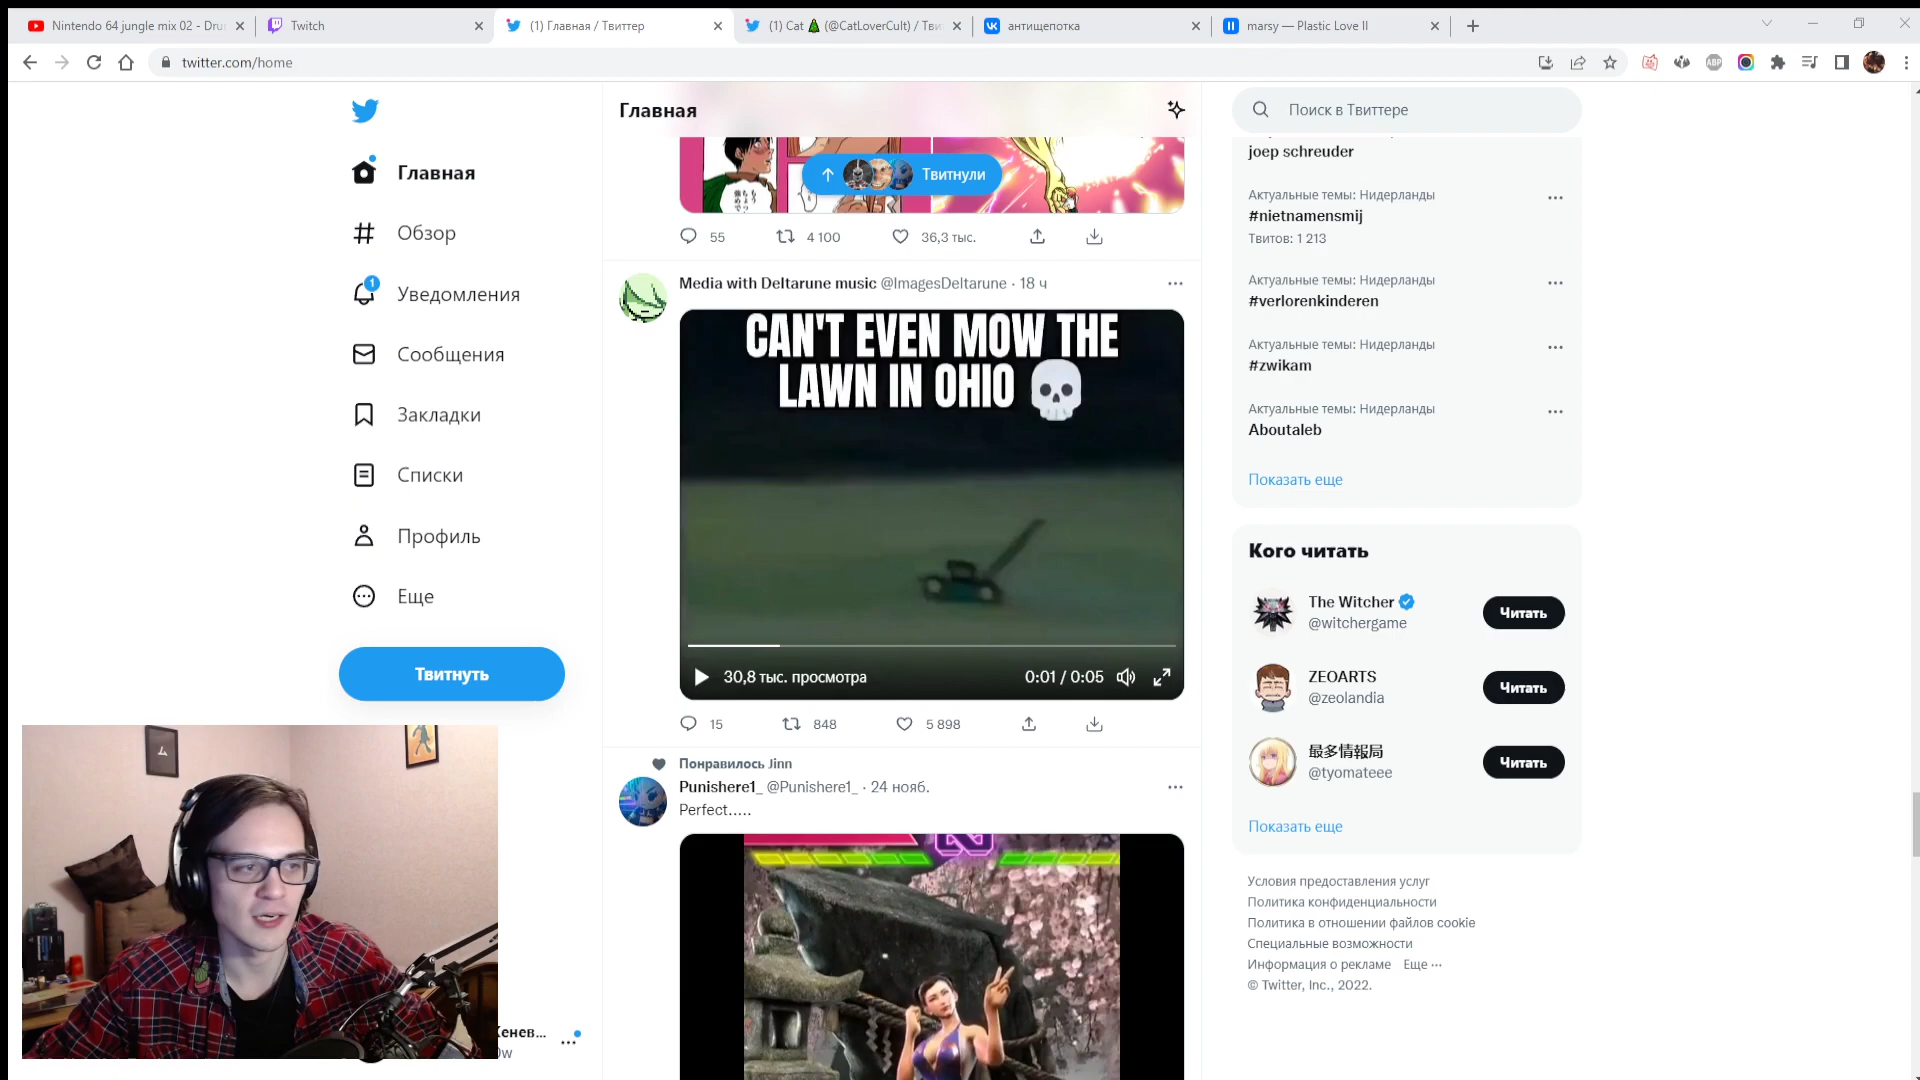 Nintendo 64 jungle mix 02 - Dru
Twitch
(1) Главная / Твиттер
(1) Cat 🌲 (@CatLoverCult) / Тви
антищепотка
marsy — Plastic Love II
twitter.com/home
ABP
Главная
Обзор
1
Уведомления
Сообщения
Закладки
Списки
Профиль
Еще
Твитнуть
Кенев...
0w
Главная
Твитнули
55
4 100
36,3 тыс.
Media with Deltarune music @ImagesDeltarune · 18 ч
CAN'T EVEN MOW THE
LAWN IN OHIO 💀
30,8 тыс. просмотра
0:01 / 0:05
15
848
5 898
Понравилось Jinn
Punishere1_ @Punishere1_ · 24 нояб.
Perfect.....
Поиск в Твиттере
joep schreuder
Актуальные темы: Нидерланды
#nietnamensmij
Твитов: 1 213
Актуальные темы: Нидерланды
#verlorenkinderen
Актуальные темы: Нидерланды
#zwikam
Актуальные темы: Нидерланды
Aboutaleb
Показать еще
Кого читать
The Witcher
@witchergame
Читать
ZEOARTS
@zeolandia
Читать
最多情報局
@tyomateee
Читать
Показать еще
Условия предоставления услуг
Политика конфиденциальности
Политика в отношении файлов cookie
Специальные возможности
Информация о рекламе Еще ···
© Twitter, Inc., 2022.